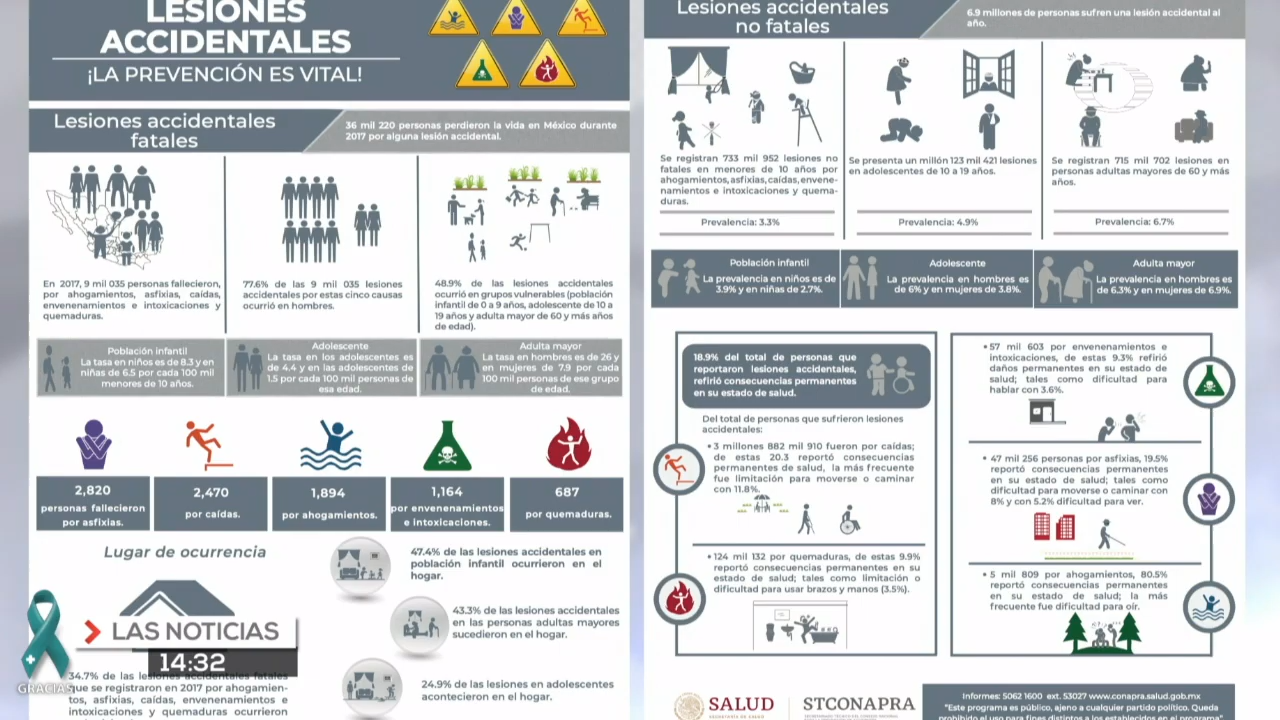 LESIONES
ACCIDENTALES
¡LA PREVENCIÓN ES VITAL!
Lesiones accidentales
fatales
36 mil 220 personas perdieron la vida en México durante
2017 por alguna lesión accidental.
En 2017, 9 mil 035 personas fallecieron,
por ahogamientos, asfixias, caídas,
envenenamientos e intoxicaciones y
quemaduras.
77.6% de las 9 mil 035 lesiones
accidentales por estas cinco causas
ocurrió en hombres.
48.9% de las lesiones accidentales
ocurrió en grupos vulnerables (población
infantil de 0 a 9 años, adolescente de 10 a
19 años y adulta mayor de 60 y más años
de edad).
Población infantil
La tasa en niños es de 8.3 y en
niñas de 6.5 por cada 100 mil
menores de 10 años.
Adolescente
La tasa en los adolescentes es
de 4.4 y en las adolescentes de
1.5 por cada 100 mil personas de
esa edad.
Adulta mayor
La tasa en hombres es de 26 y
en mujeres de 7.9 por cada
100 mil personas de ese grupo
de edad.
2,820
personas fallecieron
por asfixias.
2,470
por caídas.
1,894
por ahogamientos.
1,164
por envenenamientos
e intoxicaciones.
687
por quemaduras.
Lugar de ocurrencia
47.4% de las lesiones accidentales en
población infantil ocurrieron en el
hogar.
43.3% de las lesiones accidentales
en las personas adultas mayores
sucedieron en el hogar.
24.9% de las lesiones en adolescentes
acontecieron en el hogar.
34.7% de las lesiones accidentales fatales
que se registraron en 2017 por ahogamien-
tos, asfixias, caídas, envenenamientos e
intoxicaciones y quemaduras ocurrieron
LAS NOTICIAS
14:32
GRACIAS
Lesiones accidentales
no fatales
6.9 millones de personas sufren una lesión accidental al
año.
Se registran 733 mil 952 lesiones no
fatales en menores de 10 años por
ahogamientos, asfixias, caídas, envene-
namientos e intoxicaciones y quema-
duras.
Prevalencia: 3.3%
Se presenta un millón 123 mil 421 lesiones
en adolescentes de 10 a 19 años.
Prevalencia: 4.9%
Se registran 715 mil 702 lesiones en
personas adultas mayores de 60 y más
años.
Prevalencia: 6.7%
Población infantil
La prevalencia en niños es de
3.9% y en niñas de 2.7%.
Adolescente
La prevalencia en hombres es
de 6% y en mujeres de 3.8%.
Adulta mayor
La prevalencia en hombres es
de 6.3% y en mujeres de 6.9%.
18.9% del total de personas que
reportaron lesiones accidentales,
refirió consecuencias permanentes
en su estado de salud.
Del total de personas que sufrieron lesiones
accidentales:
• 3 millones 882 mil 910 fueron por caídas;
de estas 20.3 reportó consecuencias
permanentes de salud, la más frecuente
fue limitación para moverse o caminar
con 11.8%.
• 124 mil 132 por quemaduras, de estas 9.9%
reportó consecuencias permanentes en su
estado de salud; tales como limitación o
dificultad para usar brazos y manos (3.5%).
• 57 mil 603 por envenenamientos e
intoxicaciones, de estas 9.3% refirió
daños permanentes en su estado de
salud; tales como dificultad para
hablar con 3.6%.
• 47 mil 256 personas por asfixias, 19.5%
reportó consecuencias permanentes
en su estado de salud; tales como
dificultad para moverse o caminar con
8% y con 5.2% dificultad para ver.
• 5 mil 809 por ahogamientos, 80.5%
reportó consecuencias permanentes
en su estado de salud; la más
frecuente fue dificultad para oír.
SALUD
SECRETARÍA DE SALUD
STCONAPRA
Informes: 5062 1600 ext. 53027 www.conapra.salud.gob.mx
"Este programa es público, ajeno a cualquier partido político. Queda
prohibido el uso para fines distintos a los establecidos en el programa"